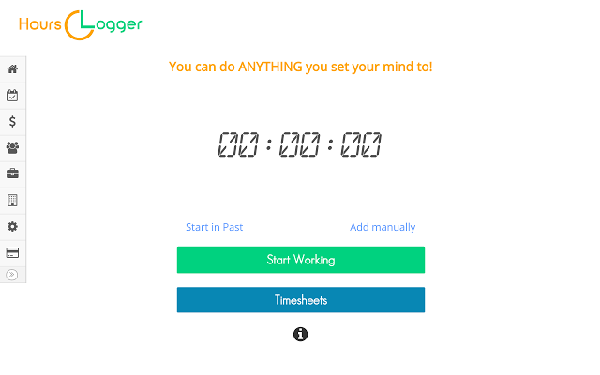 Hours Logger
You can do ANYTHING you set your mind to!
00:00:00
Start in Past
Add manually
Start Working
Timesheets